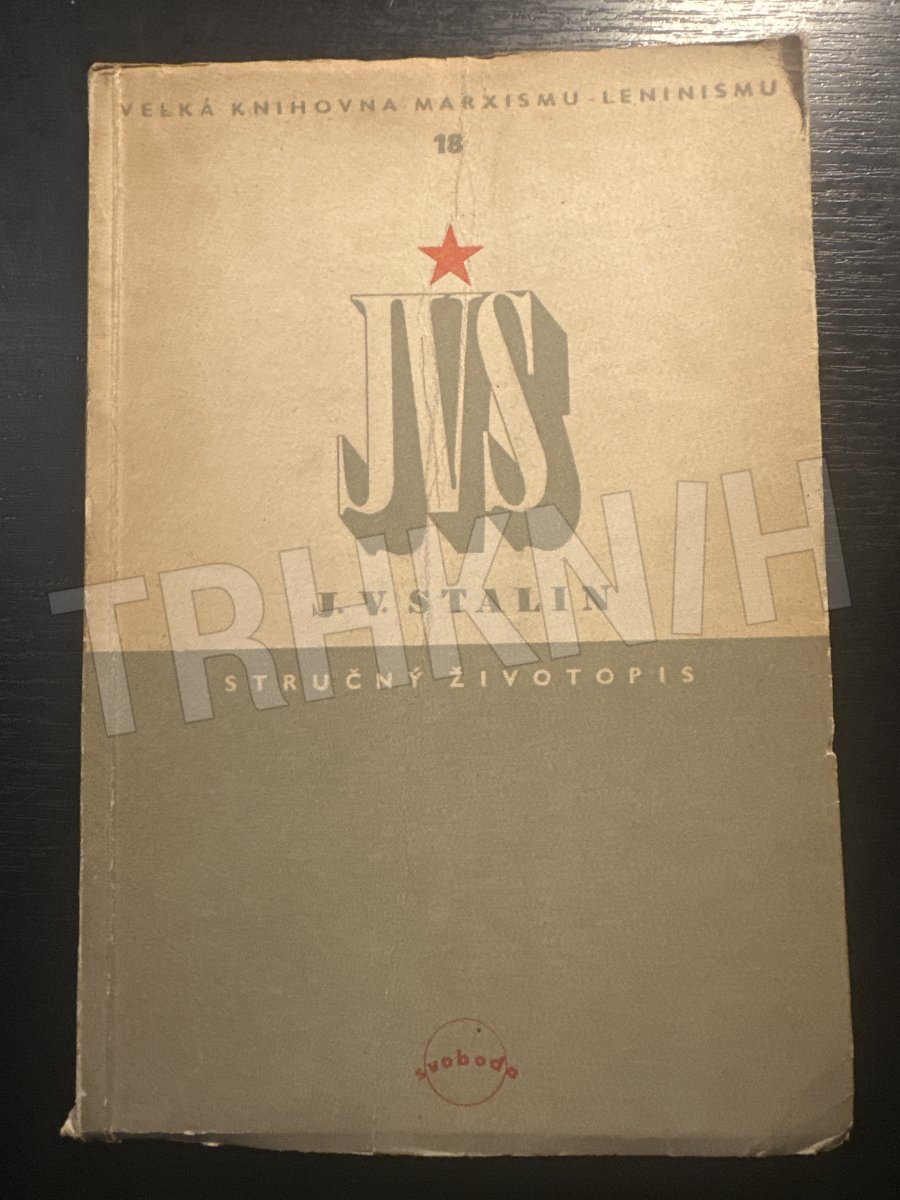 VELKÁ KNIHOVNA MARXISMU-LENINISMU
18
JVS
J. V. STALIN
STRUČNÝ ŽIVOTOPIS
svoboda
TRHKNIH